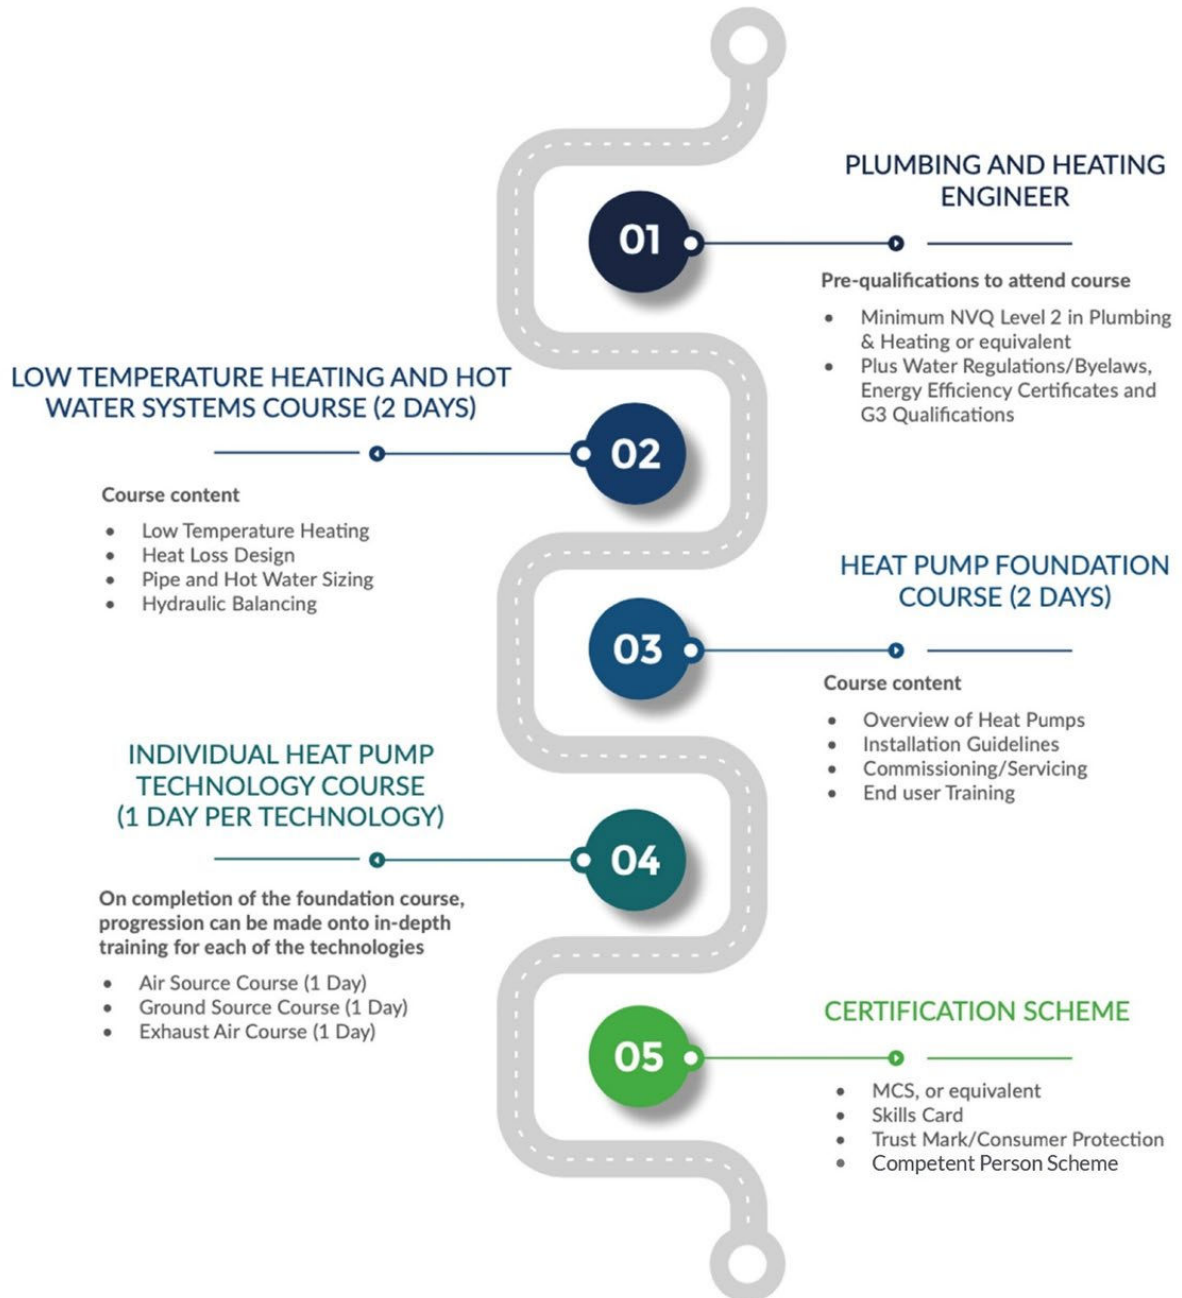 01
PLUMBING AND HEATING
ENGINEER
Pre-qualifications to attend course
• Minimum NVQ Level 2 in Plumbing
& Heating or equivalent
• Plus Water Regulations/Byelaws,
Energy Efficiency Certificates and
G3 Qualifications
LOW TEMPERATURE HEATING AND HOT
WATER SYSTEMS COURSE (2 DAYS)
02
Course content
• Low Temperature Heating
• Heat Loss Design
• Pipe and Hot Water Sizing
• Hydraulic Balancing
03
HEAT PUMP FOUNDATION
COURSE (2 DAYS)
Course content
• Overview of Heat Pumps
• Installation Guidelines
• Commissioning/Servicing
• End user Training
INDIVIDUAL HEAT PUMP
TECHNOLOGY COURSE
(1 DAY PER TECHNOLOGY)
04
On completion of the foundation course,
progression can be made onto in-depth
training for each of the technologies
• Air Source Course (1 Day)
• Ground Source Course (1 Day)
• Exhaust Air Course (1 Day)
05
CERTIFICATION SCHEME
• MCS, or equivalent
• Skills Card
• Trust Mark/Consumer Protection
• Competent Person Scheme